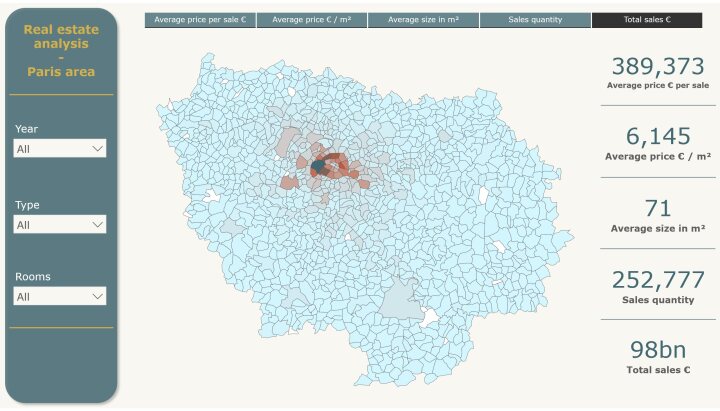 Real estate
analysis
-
Paris area
Year
All
Type
All
Rooms
All
Average price per sale €
Average price € / m²
Average size in m²
Sales quantity
Total sales €
389,373
Average price € per sale
6,145
Average price € / m²
71
Average size in m²
252,777
Sales quantity
98bn
Total sales €